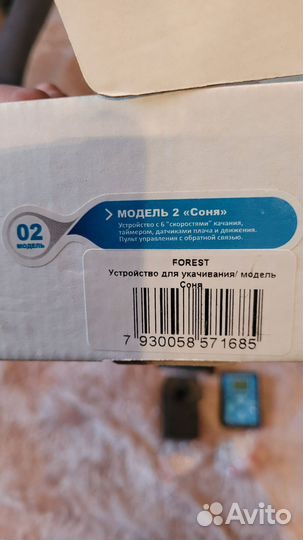 02
МОДЕЛЬ
МОДЕЛЬ 2 «Соня»
Устройство с 6 "скоростями" качания,
таймером, датчиками плача и движения.
Пульт управления с обратной связью.
FOREST
Устройство для укачивания/ модель
Соня
7 930058 571685
Avito